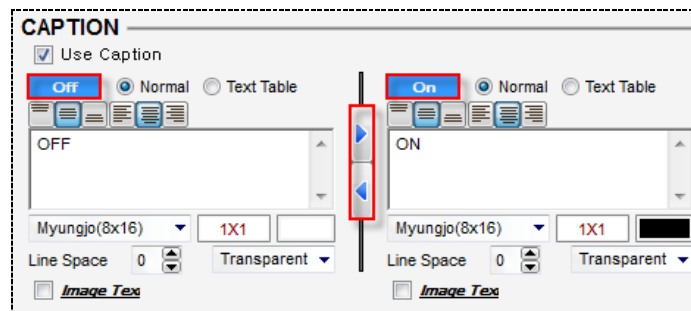 CAPTION
Use Caption
Off Normal Text Table On Normal Text Table
OFF ON
Myungjo(8x16) 1X1 Myungjo(8x16) 1X1
Line Space 0 Transparent Line Space 0 Transparent
Image Tex Image Tex